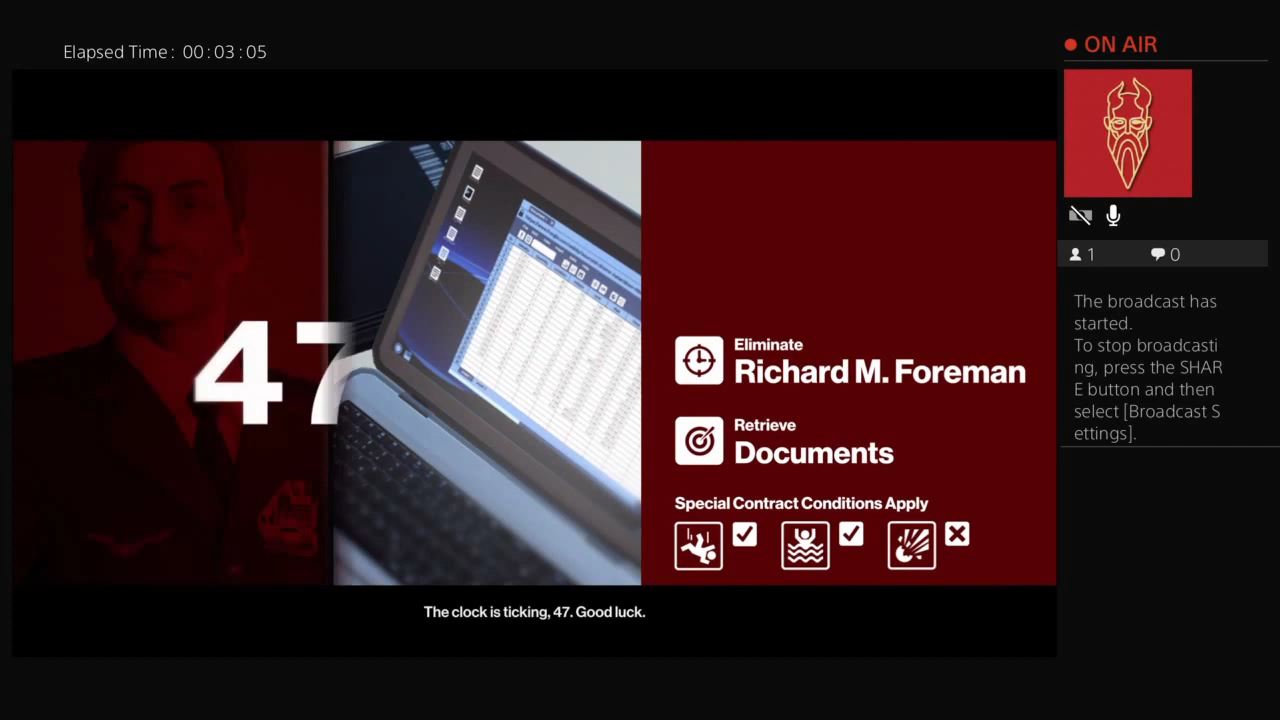 Elapsed Time: 00:03:05
ON AIR
1 0
The broadcast has
started.
To stop broadcasti
ng, press the SHAR
E button and then
select [Broadcast S
ettings].
47
Eliminate
Richard M. Foreman
Retrieve
Documents
Special Contract Conditions Apply
The clock is ticking, 47. Good luck.